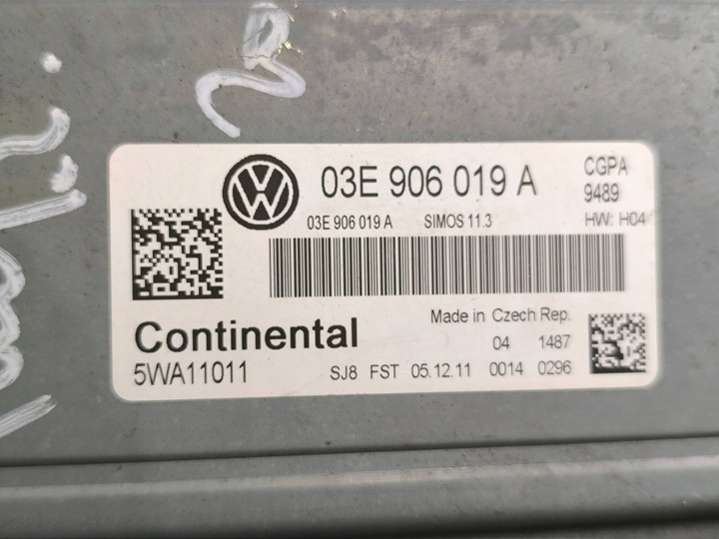 03E 906 019 A
CGPA
9489
03E 906 019 A SIMOS 11.3 HW: H04
Continental
Made in Czech Rep.
04 1487
5WA11011
SJ8 FST 05.12.11 0014 0296